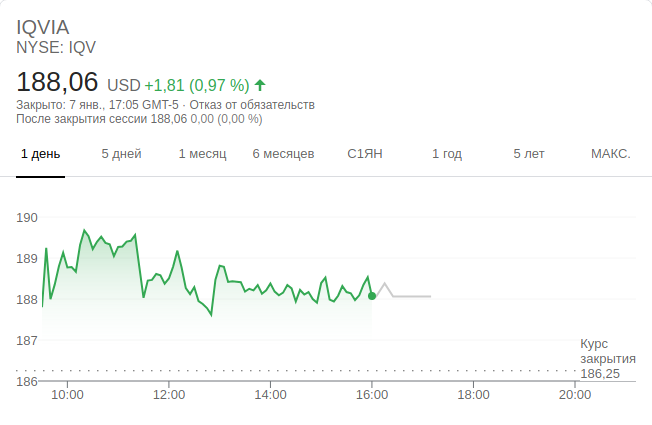 IQVIA
NYSE: IQV
188,06 USD +1,81 (0,97 %)
Закрыто: 7 янв., 17:05 GMT-5 · Отказ от обязательств
После закрытия сессии 188,06 0,00 (0,00 %)
1 день 5 дней 1 месяц 6 месяцев С1ЯН 1 год 5 лет МАКС.
190
189
188
187
Курс
закрытия
186,25
186
10:00 12:00 14:00 16:00 18:00 20:00